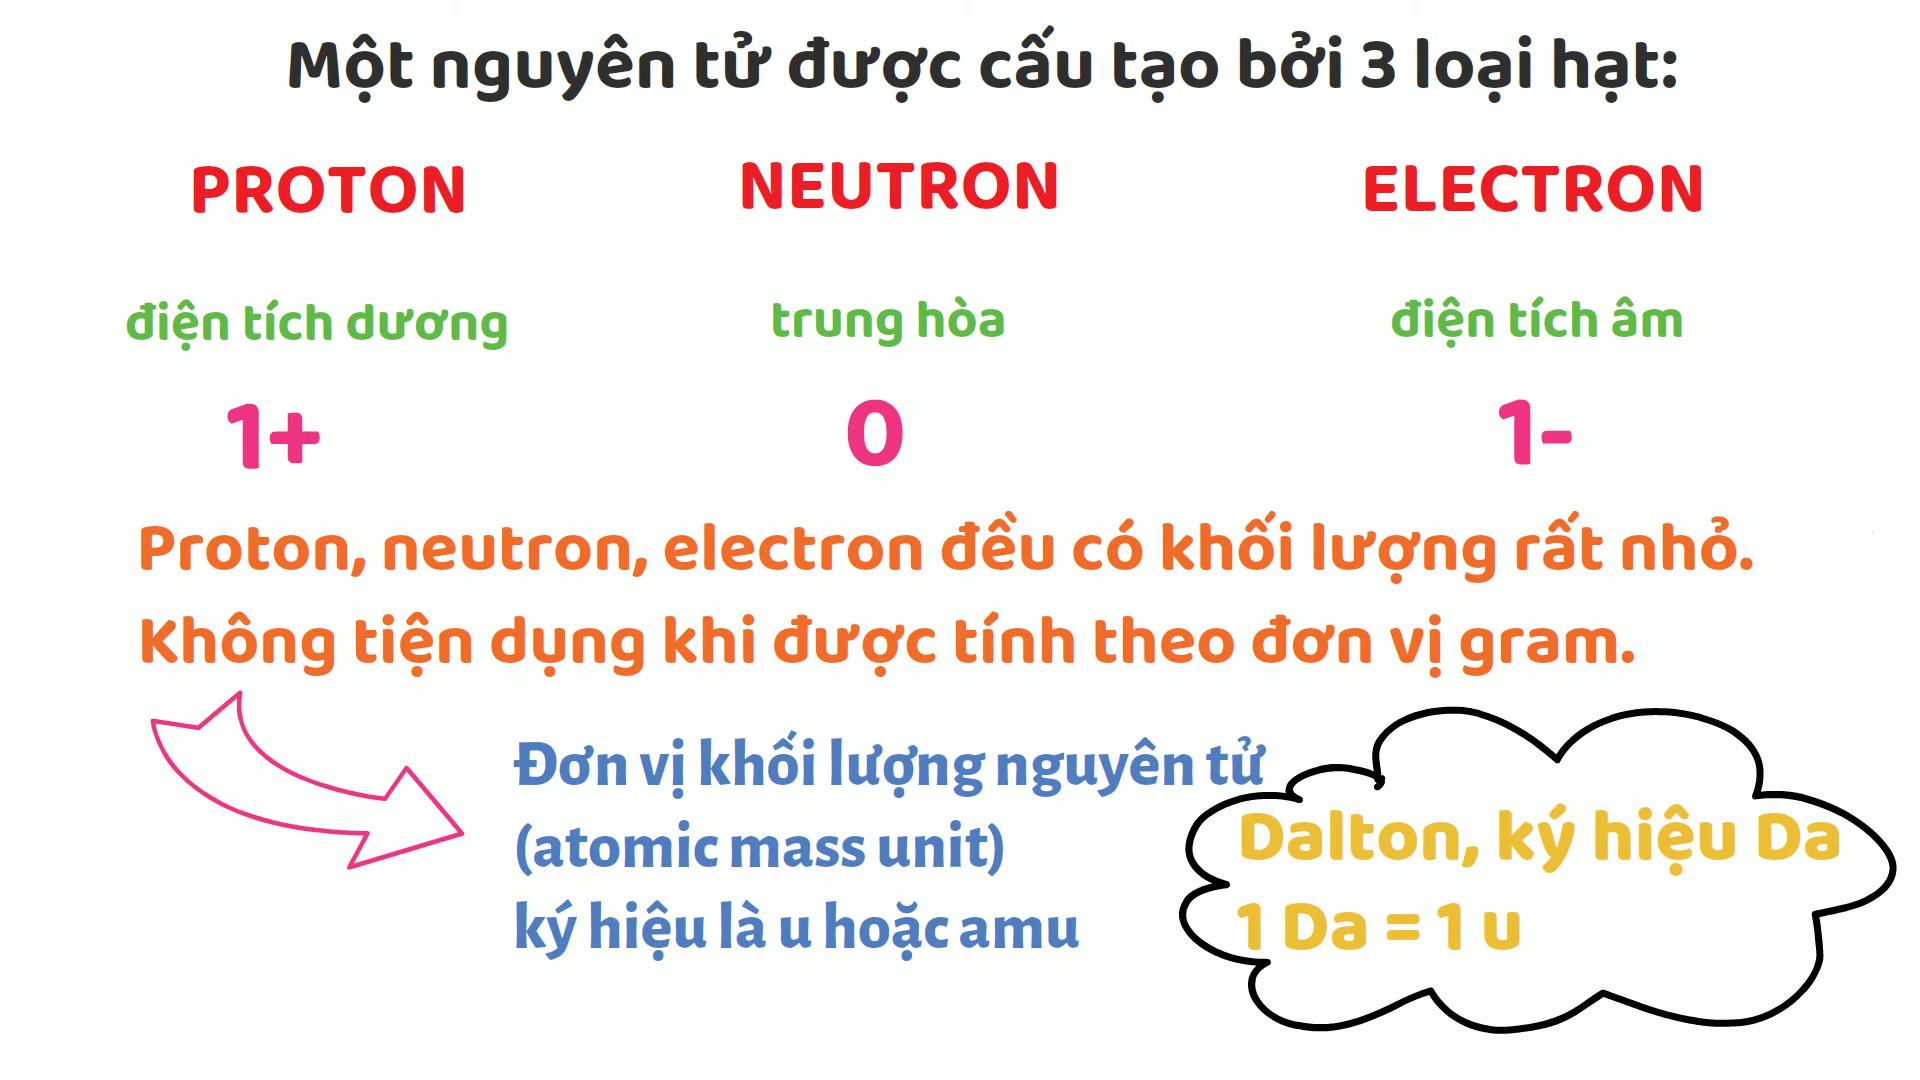 Một nguyên tử được cấu tạo bởi 3 loại hạt:
PROTON NEUTRON ELECTRON
điện tích dương trung hòa điện tích âm
1+ 0 1-
Proton, neutron, electron đều có khối lượng rất nhỏ.
Không tiện dụng khi được tính theo đơn vị gram.
Đơn vị khối lượng nguyên tử
(atomic mass unit)
ký hiệu là u hoặc amu
Dalton, ký hiệu Da
1 Da = 1 u